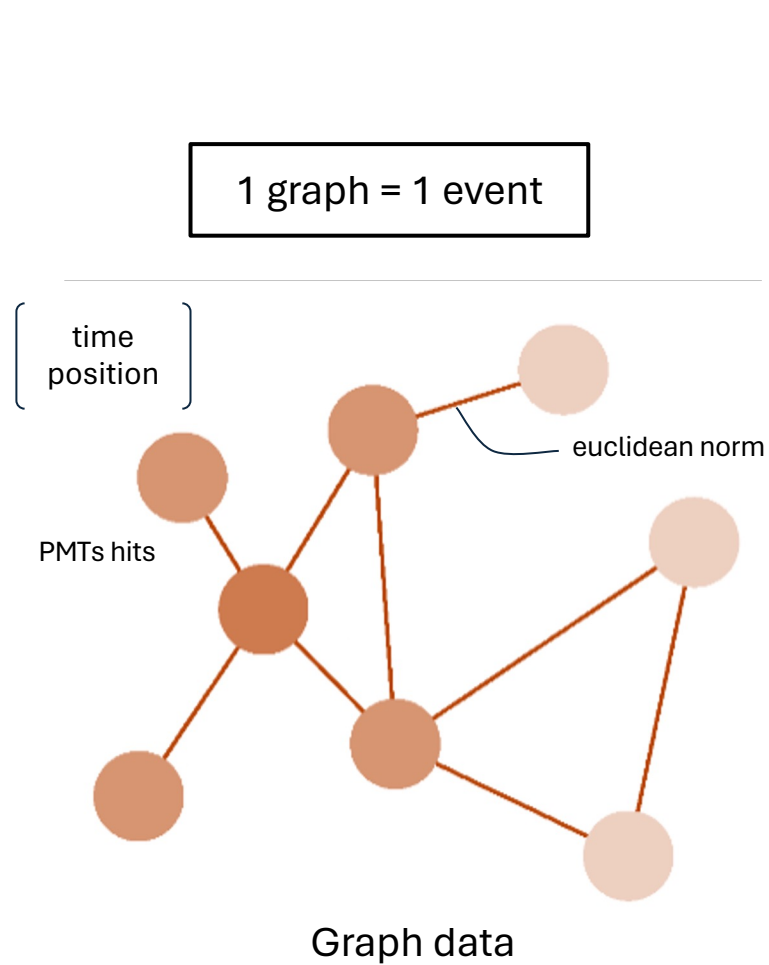 1 graph = 1 event
time
position
euclidean norm
PMTs hits
Graph data